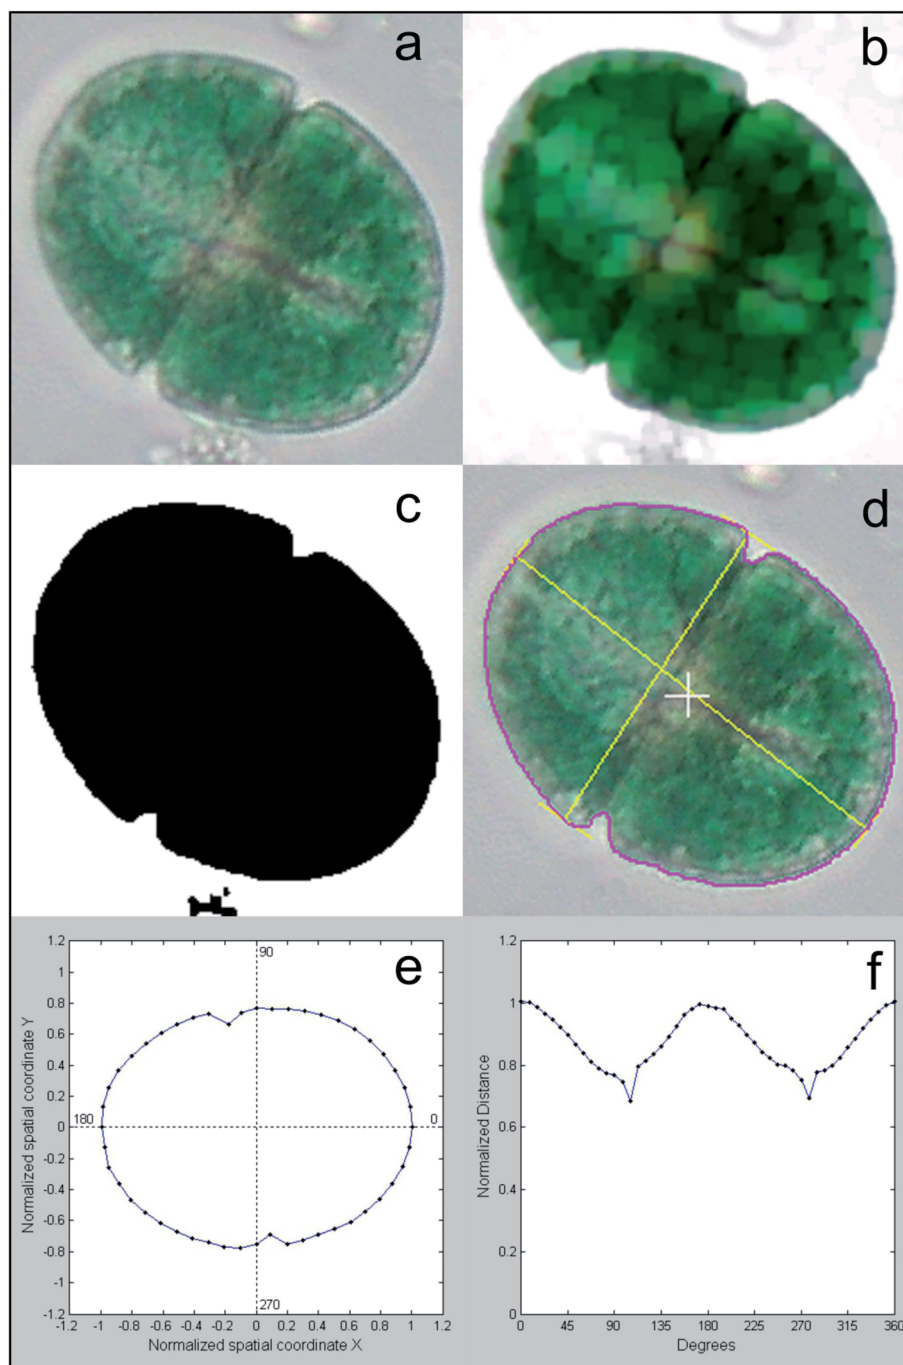 a
b
c
d
e
1.2
1
0.8
0.6
0.4
0.2
0
-0.2
-0.4
-0.6
-0.8
-1
-1.2
90
180
0
270
-1.2 -1 -0.8 -0.6 -0.4 -0.2 0 0.2 0.4 0.6 0.8 1 1.2
Normalized spatial coordinate X
Normalized spatial coordinate Y
f
1.2
1
0.8
0.6
0.4
0.2
0
0 45 90 135 180 225 270 315 360
Degrees
Normalized Distance